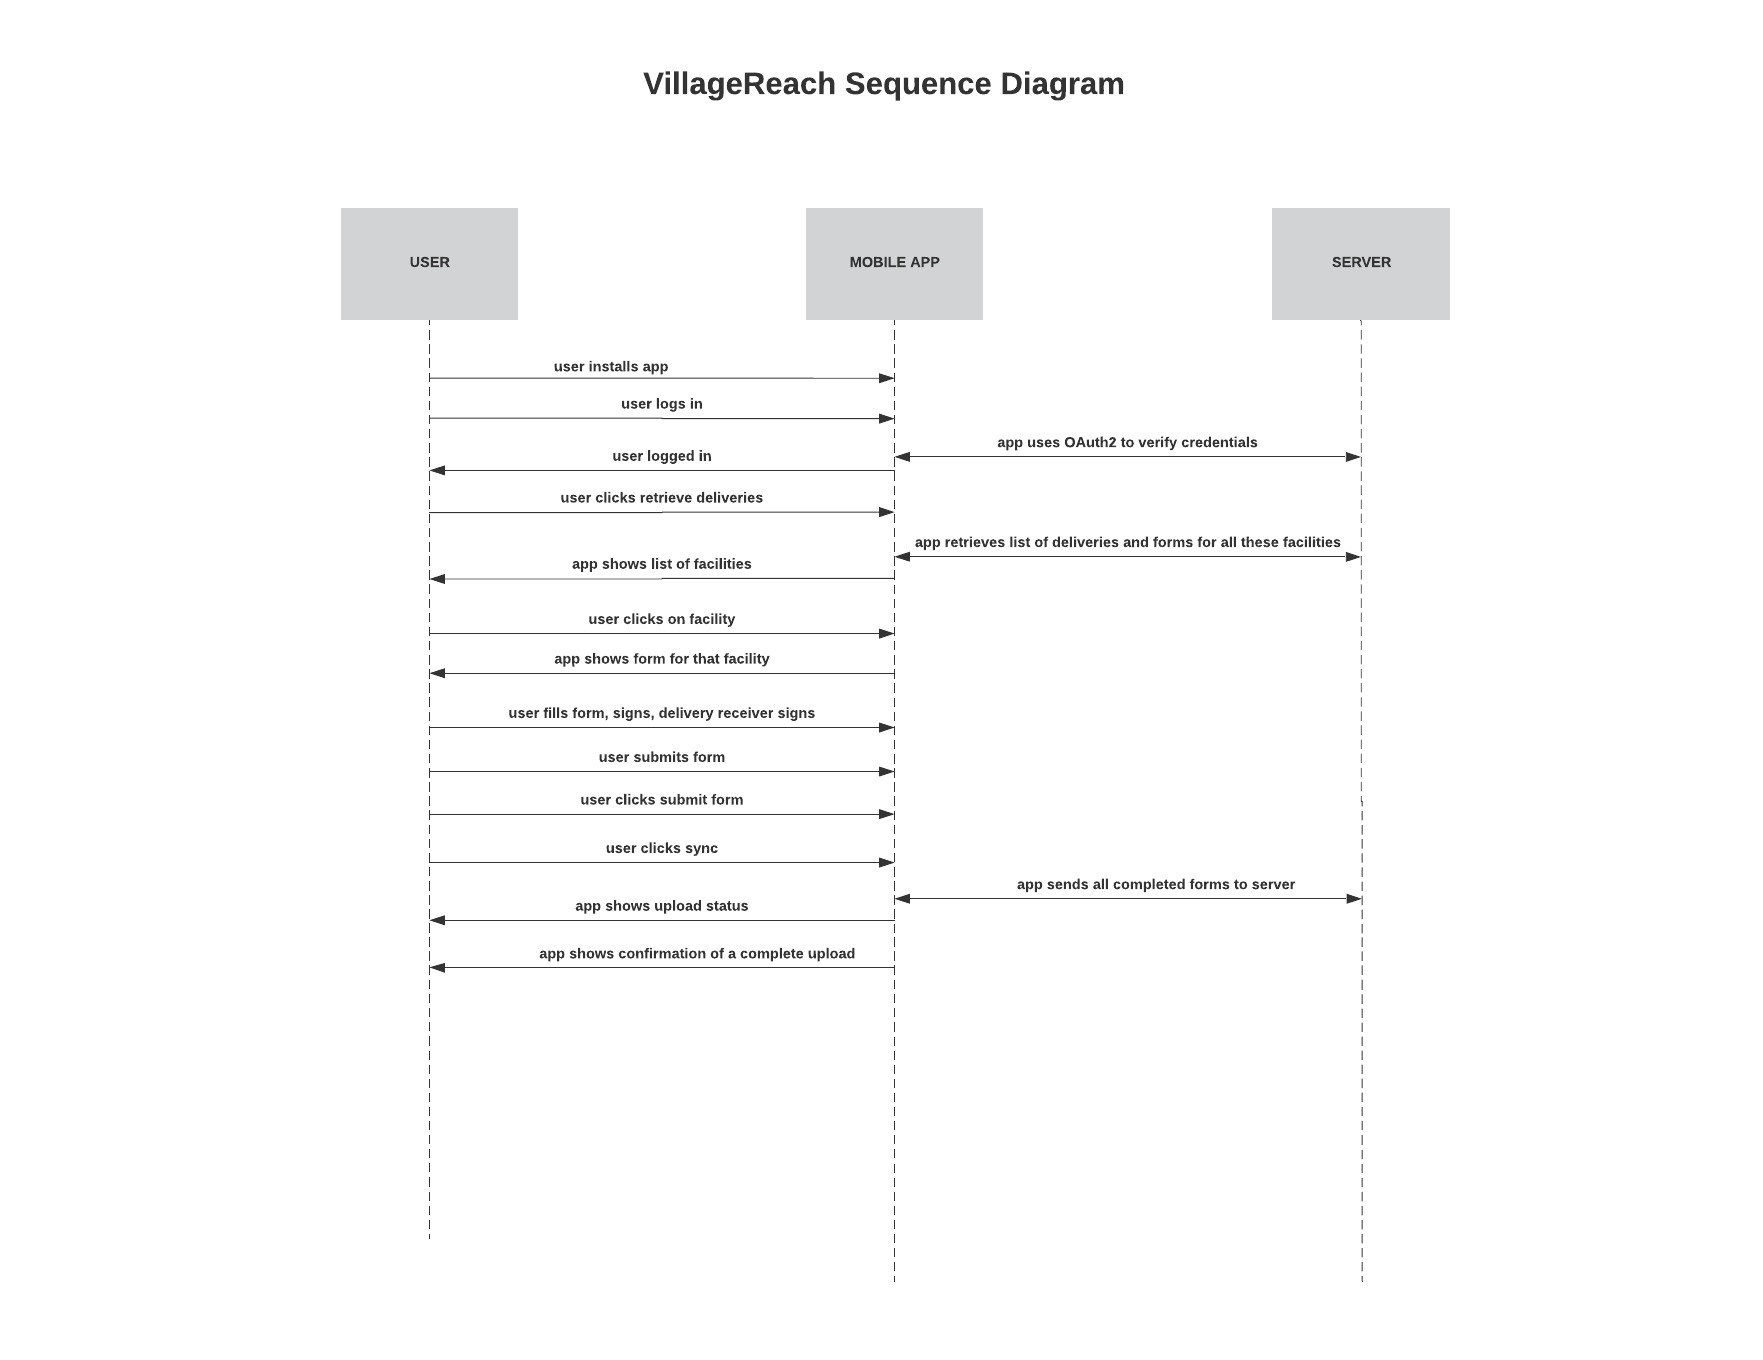 VillageReach Sequence Diagram
USER
MOBILE APP
SERVER
user installs app
user logs in
app uses OAuth2 to verify credentials
user logged in
user clicks retrieve deliveries
app retrieves list of deliveries and forms for all these facilities
app shows list of facilities
user clicks on facility
app shows form for that facility
user fills form, signs, delivery receiver signs
user submits form
user clicks submit form
user clicks sync
app sends all completed forms to server
app shows upload status
app shows confirmation of a complete upload